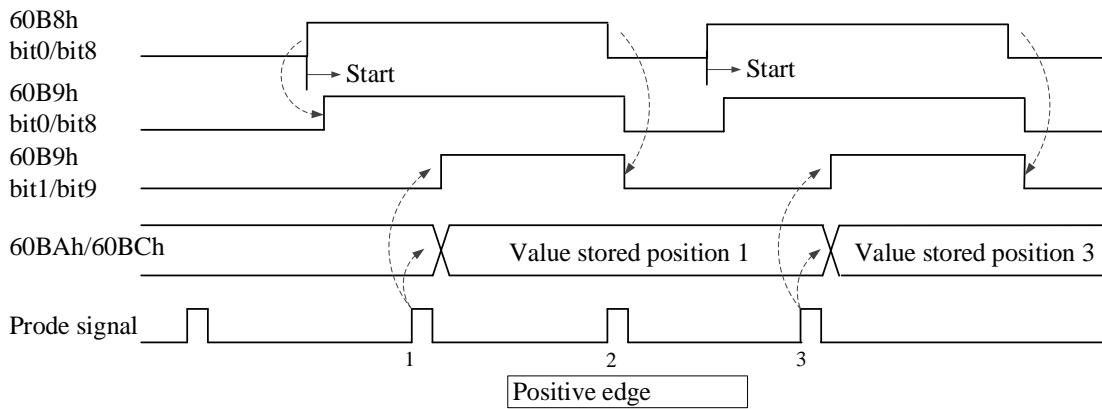 60B8h
bit0/bit8
Start
Start
60B9h
bit0/bit8
60B9h
bit1/bit9
60BAh/60BCh
Value stored position 1
Value stored position 3
Prode signal
1
2
3
Positive edge